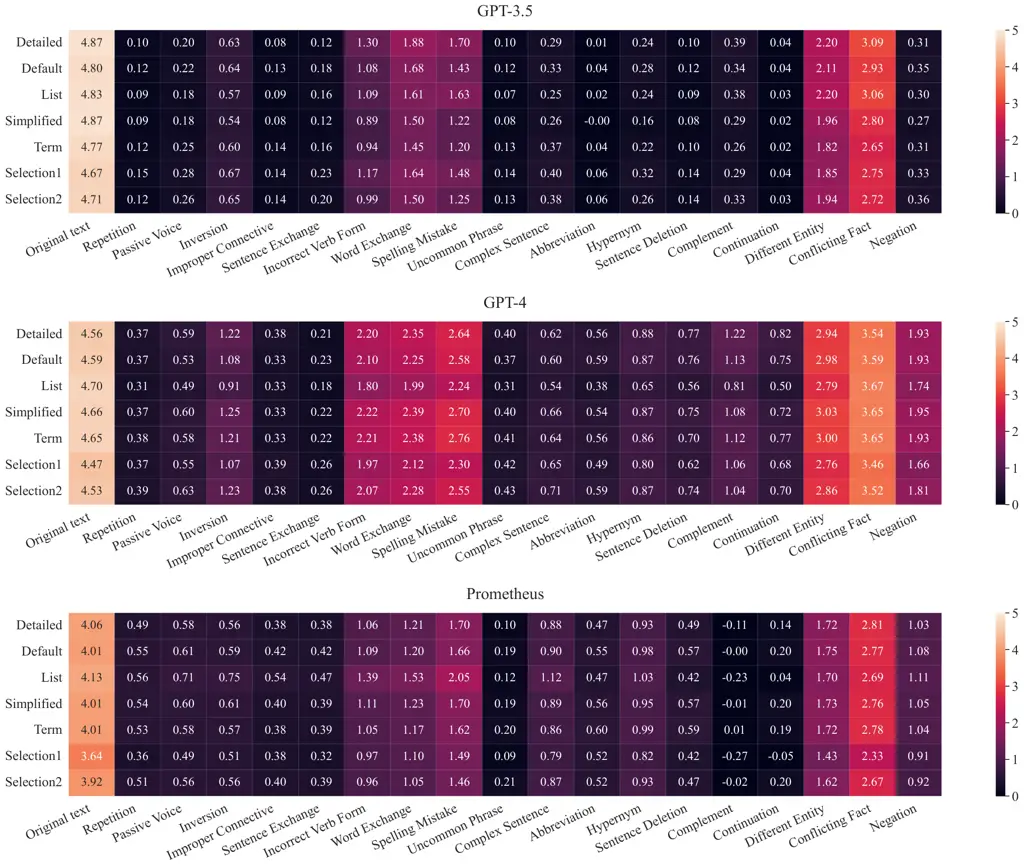 GPT-3.5
Detailed 4.87 0.10 0.20 0.63 0.08 0.12 1.30 1.88 1.70 0.10 0.29 0.01 0.24 0.10 0.39 0.04 2.20 3.09 0.31
Default 4.80 0.12 0.22 0.64 0.13 0.18 1.08 1.68 1.43 0.12 0.33 0.04 0.28 0.12 0.34 0.04 2.11 2.93 0.35
List 4.83 0.09 0.18 0.57 0.09 0.16 1.09 1.61 1.63 0.07 0.25 0.02 0.24 0.09 0.38 0.03 2.20 3.06 0.30
Simplified 4.87 0.09 0.18 0.54 0.08 0.12 0.89 1.50 1.22 0.08 0.26 -0.00 0.16 0.08 0.29 0.02 1.96 2.80 0.27
Term 4.77 0.12 0.25 0.60 0.14 0.16 0.94 1.45 1.20 0.13 0.37 0.04 0.22 0.10 0.26 0.02 1.82 2.65 0.31
Selection1 4.67 0.15 0.28 0.67 0.14 0.23 1.17 1.64 1.48 0.14 0.40 0.06 0.32 0.14 0.29 0.04 1.85 2.75 0.33
Selection2 4.71 0.12 0.26 0.65 0.14 0.20 0.99 1.50 1.25 0.13 0.38 0.06 0.26 0.14 0.33 0.03 1.94 2.72 0.36
Original text Repetition Passive Voice Inversion Improper Connective Sentence Exchange Incorrect Verb Form Word Exchange Spelling Mistake Uncommon Phrase Complex Sentence Abbreviation Hypernym Sentence Deletion Complement Continuation Different Entity Conflicting Fact Negation
5
4
3
2
1
0
GPT-4
Detailed 4.56 0.37 0.59 1.22 0.38 0.21 2.20 2.35 2.64 0.40 0.62 0.56 0.88 0.77 1.22 0.82 2.94 3.54 1.93
Default 4.59 0.37 0.53 1.08 0.33 0.23 2.10 2.25 2.58 0.37 0.60 0.59 0.87 0.76 1.13 0.75 2.98 3.59 1.93
List 4.70 0.31 0.49 0.91 0.33 0.18 1.80 1.99 2.24 0.31 0.54 0.38 0.65 0.56 0.81 0.50 2.79 3.67 1.74
Simplified 4.66 0.37 0.60 1.25 0.33 0.22 2.22 2.39 2.70 0.40 0.66 0.54 0.87 0.75 1.08 0.72 3.03 3.65 1.95
Term 4.65 0.38 0.58 1.21 0.33 0.22 2.21 2.38 2.76 0.41 0.64 0.56 0.86 0.70 1.12 0.77 3.00 3.65 1.93
Selection1 4.47 0.37 0.55 1.07 0.39 0.26 1.97 2.12 2.30 0.42 0.65 0.49 0.80 0.62 1.06 0.68 2.76 3.46 1.66
Selection2 4.53 0.39 0.63 1.23 0.38 0.26 2.07 2.28 2.55 0.43 0.71 0.59 0.87 0.74 1.04 0.70 2.86 3.52 1.81
Original text Repetition Passive Voice Inversion Improper Connective Sentence Exchange Incorrect Verb Form Word Exchange Spelling Mistake Uncommon Phrase Complex Sentence Abbreviation Hypernym Sentence Deletion Complement Continuation Different Entity Conflicting Fact Negation
5
4
3
2
1
0
Prometheus
Detailed 4.06 0.49 0.58 0.56 0.38 0.38 1.06 1.21 1.70 0.10 0.88 0.47 0.93 0.49 -0.11 0.14 1.72 2.81 1.03
Default 4.01 0.55 0.61 0.59 0.42 0.42 1.09 1.20 1.66 0.19 0.90 0.55 0.98 0.57 -0.00 0.20 1.75 2.77 1.08
List 4.13 0.56 0.71 0.75 0.54 0.47 1.39 1.53 2.05 0.12 1.12 0.47 1.03 0.42 -0.23 0.04 1.70 2.69 1.11
Simplified 4.01 0.54 0.60 0.61 0.40 0.39 1.11 1.23 1.70 0.19 0.89 0.56 0.95 0.57 -0.01 0.20 1.73 2.76 1.05
Term 4.01 0.53 0.58 0.57 0.38 0.39 1.05 1.17 1.62 0.20 0.86 0.60 0.99 0.59 0.01 0.19 1.72 2.78 1.04
Selection1 3.64 0.36 0.49 0.51 0.38 0.32 0.97 1.10 1.49 0.09 0.79 0.52 0.82 0.42 -0.27 -0.05 1.43 2.33 0.91
Selection2 3.92 0.51 0.56 0.56 0.40 0.39 0.96 1.05 1.46 0.21 0.87 0.52 0.93 0.47 -0.02 0.20 1.62 2.67 0.92
Original text Repetition Passive Voice Inversion Improper Connective Sentence Exchange Incorrect Verb Form Word Exchange Spelling Mistake Uncommon Phrase Complex Sentence Abbreviation Hypernym Sentence Deletion Complement Continuation Different Entity Conflicting Fact Negation
5
4
3
2
1
0